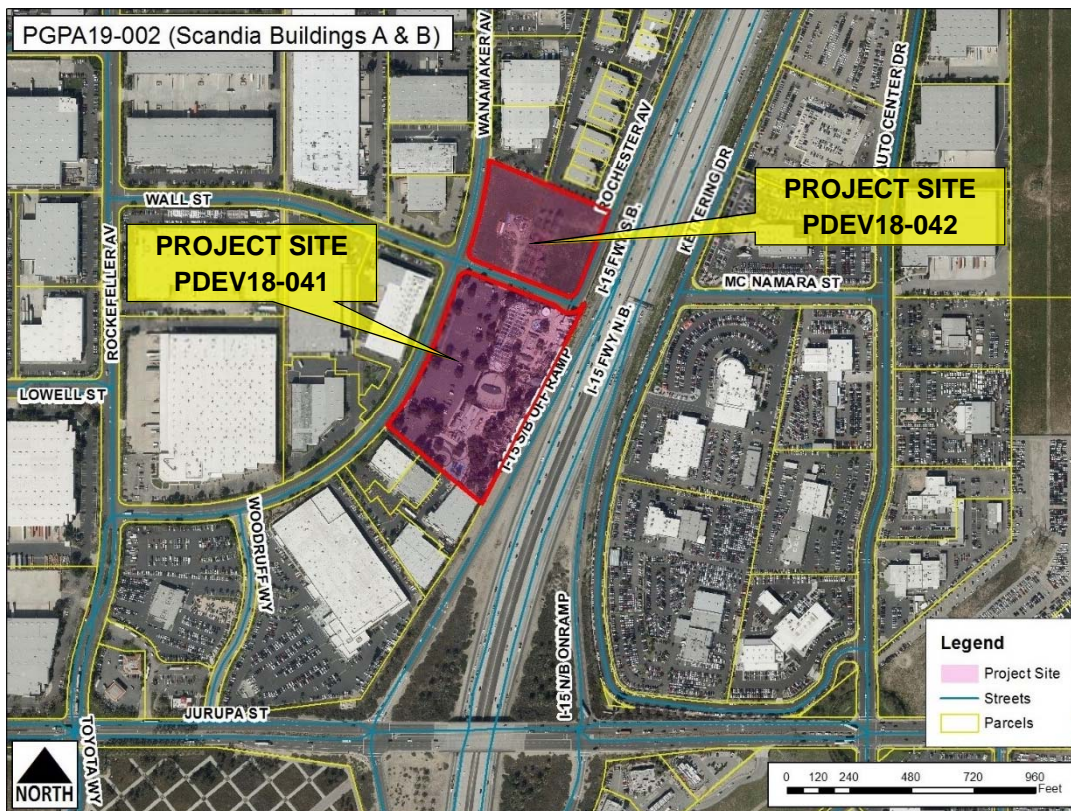 PGPA19-002 (Scandia Buildings A & B)
WANAMAKER AV
ROCHESTER AV
AUTO CENTER DR
KETTERING DR
WALL ST
PROJECT SITE
PDEV18-042
PROJECT SITE
PDEV18-041
I-15 FWY S.B.
MC NAMARA ST
ROCKEFELLER AV
I-15 FWY N.B.
LOWELL ST
I-15 S/B OFF RAMP
WOODRUFF WY
I-15 N/B ONRAMP
JURUPA ST
TOYOTA WY
Legend
Project Site
Streets
Parcels
NORTH
0 120 240 480 720 960
Feet